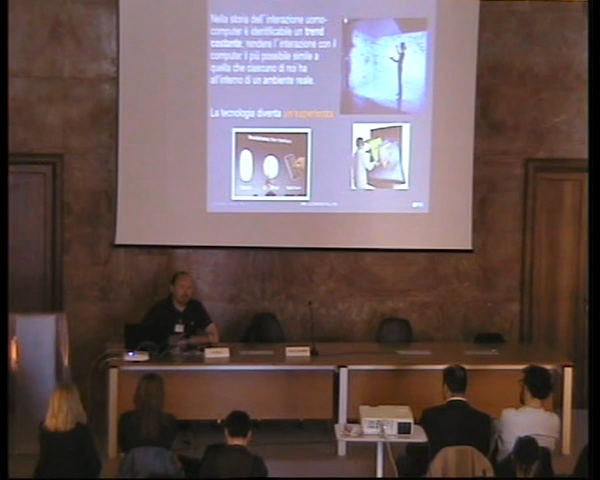 Nella storia dell'interazione uomo-
computer è identificabile un trend
costante: rendere l'interazione con il
computer il più possibile simile a
quella che ciascuno di noi ha
all'interno di un ambiente reale.
La tecnologia diventa un'esperienza